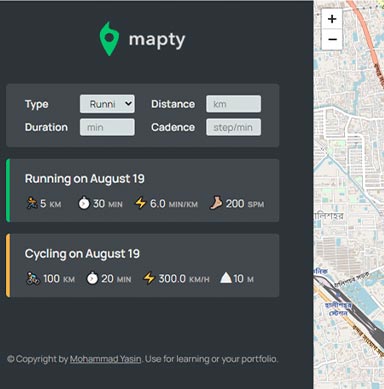 mapty
+
−
Type Runni Distance km
Duration min Cadence step/min
Running on August 19
5 KM 30 MIN 6.0 MIN/KM 200 SPM
Cycling on August 19
100 KM 20 MIN 300.0 KM/H 10 M
হালিশহর
স্টেশন
© Copyright by Mohammad Yasin. Use for learning or your portfolio.